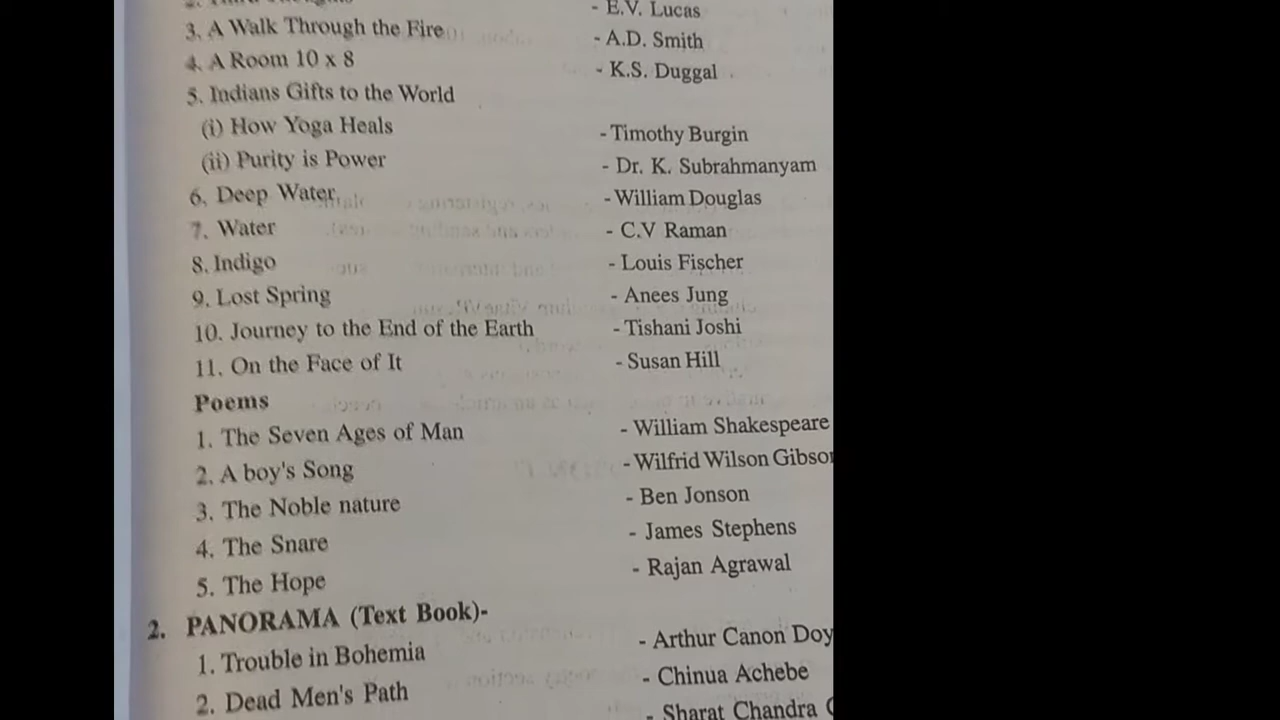 - E.V. Lucas
3. A Walk Through the Fire - A.D. Smith
4. A Room 10 x 8 - K.S. Duggal
5. Indians Gifts to the World
(i) How Yoga Heals - Timothy Burgin
(ii) Purity is Power - Dr. K. Subrahmanyam
6. Deep Water - William Douglas
7. Water - C.V Raman
8. Indigo - Louis Fischer
9. Lost Spring - Anees Jung
10. Journey to the End of the Earth - Tishani Joshi
11. On the Face of It - Susan Hill
Poems
1. The Seven Ages of Man - William Shakespeare
2. A boy's Song - Wilfrid Wilson Gibson
3. The Noble nature - Ben Jonson
4. The Snare - James Stephens
5. The Hope - Rajan Agrawal
2. PANORAMA (Text Book)-
1. Trouble in Bohemia - Arthur Canon Doy
2. Dead Men's Path - Chinua Achebe
- Sharat Chandra